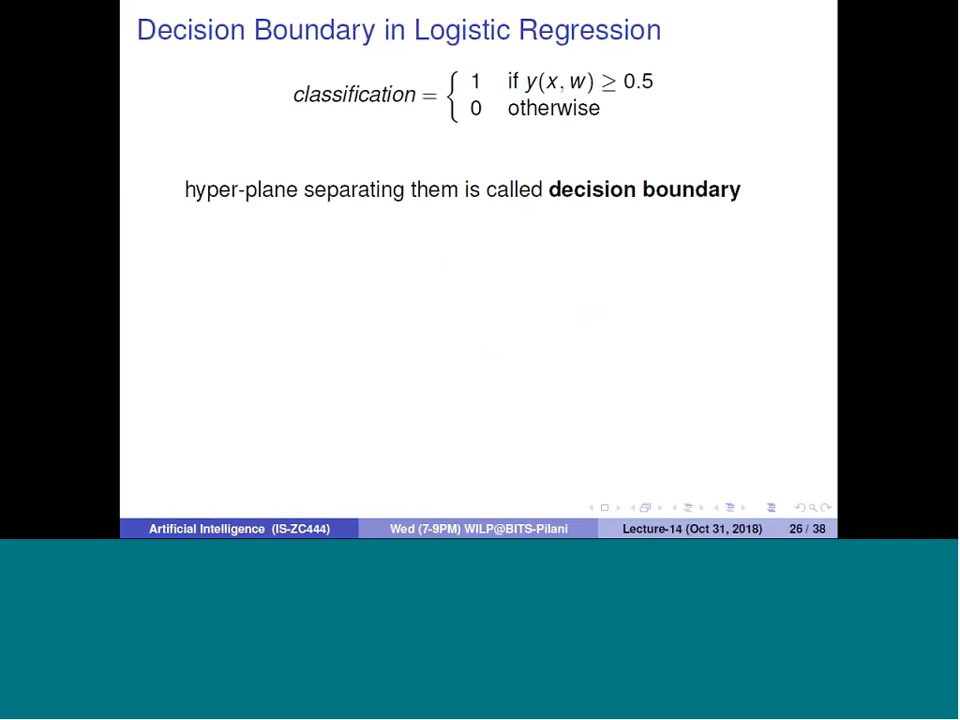 Decision Boundary in Logistic Regression
classification = { 1 if y(x, w) ≥ 0.5
0 otherwise
hyper-plane separating them is called decision boundary
Artificial Intelligence (IS-ZC444) Wed (7-9PM) WILP@BITS-Pilani Lecture-14 (Oct 31, 2018) 26 / 38